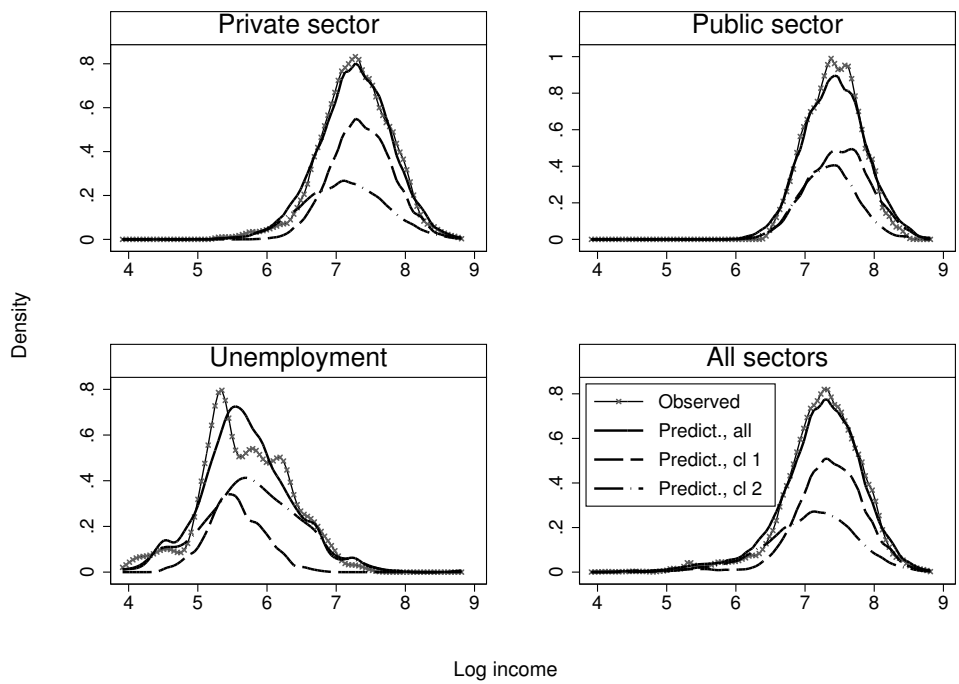 Private sector
Public sector
.8
.6
.4
.2
0
4 5 6 7 8 9
1
.8
.6
.4
.2
0
4 5 6 7 8 9
Density
Unemployment
All sectors
.8
.6
.4
.2
0
4 5 6 7 8 9
.8
.6
.4
.2
0
Observed
Predict., all
Predict., cl 1
Predict., cl 2
4 5 6 7 8 9
Log income